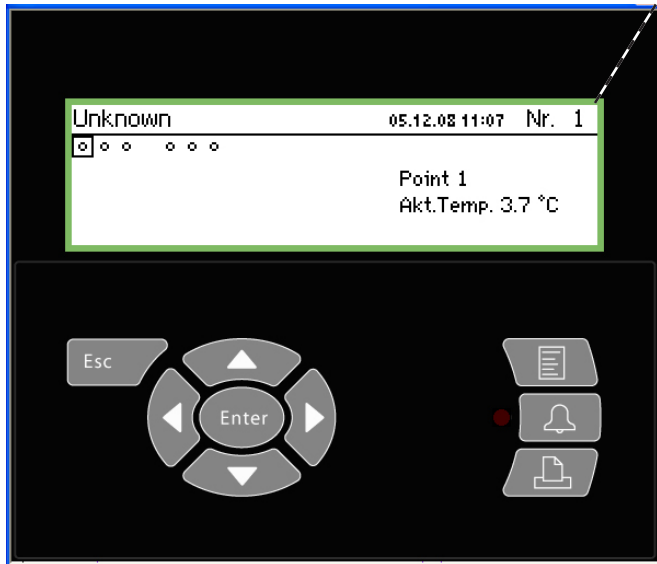 Unknown 05.12.08 11:07 Nr. 1
Point 1
Akt.Temp. 3.7 °C
Esc
Enter